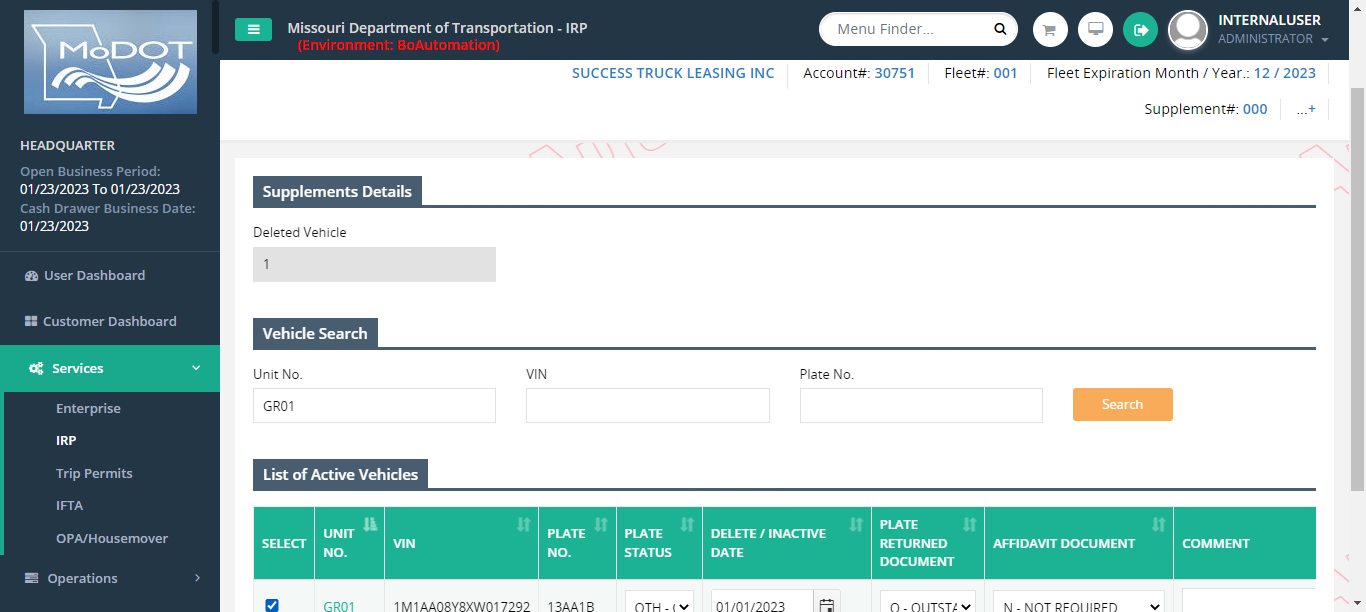 MoDOT
HEADQUARTER
Open Business Period:
01/23/2023 To 01/23/2023
Cash Drawer Business Date:
01/23/2023
User Dashboard
Customer Dashboard
Services
Enterprise
IRP
Trip Permits
IFTA
OPA/Housemover
Operations
Missouri Department of Transportation - IRP
(Environment: BoAutomation)
Menu Finder...
INTERNALUSER
ADMINISTRATOR
SUCCESS TRUCK LEASING INC Account#: 30751 Fleet#: 001 Fleet Expiration Month / Year.: 12 / 2023
Supplement#: 000 ...+
Supplements Details
Deleted Vehicle
1
Vehicle Search
Unit No. VIN Plate No.
GR01 Search
List of Active Vehicles
SELECT UNIT NO. VIN PLATE NO. PLATE STATUS DELETE / INACTIVE DATE PLATE RETURNED DOCUMENT AFFIDAVIT DOCUMENT COMMENT
GR01 1M1AA08Y8XW017292 13AA1B OTH - 01/01/2023 O - OUTSTA N - NOT REQUIRED